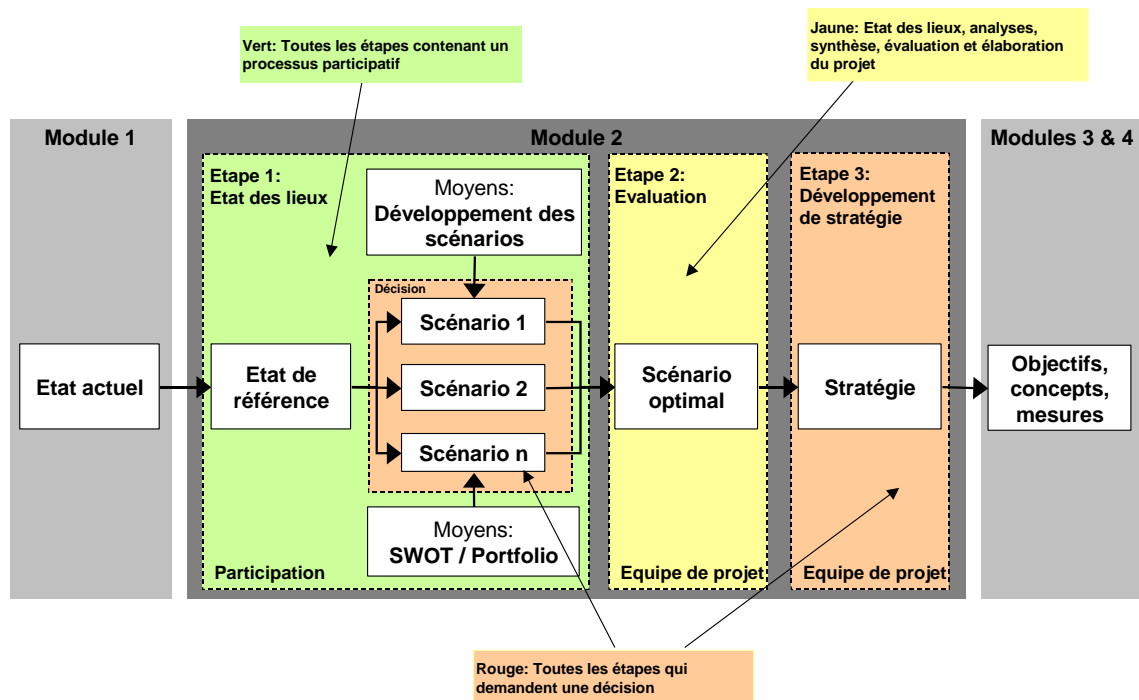 Vert: Toutes les étapes contenant un
processus participatif
Jaune: Etat des lieux, analyses,
synthèse, évaluation et élaboration
du projet
Module 1
Module 2
Modules 3 & 4
Etape 1:
Etat des lieux
Moyens:
Développement des
scénarios
Etape 2:
Evaluation
Etape 3:
Développement
de stratégie
Décision
Scénario 1
Etat actuel
Etat de
référence
Scénario 2
Scénario n
Scénario
optimal
Stratégie
Objectifs,
concepts,
mesures
Moyens:
SWOT / Portfolio
Participation
Equipe de projet
Equipe de projet
Rouge: Toutes les étapes qui
demandent une décision